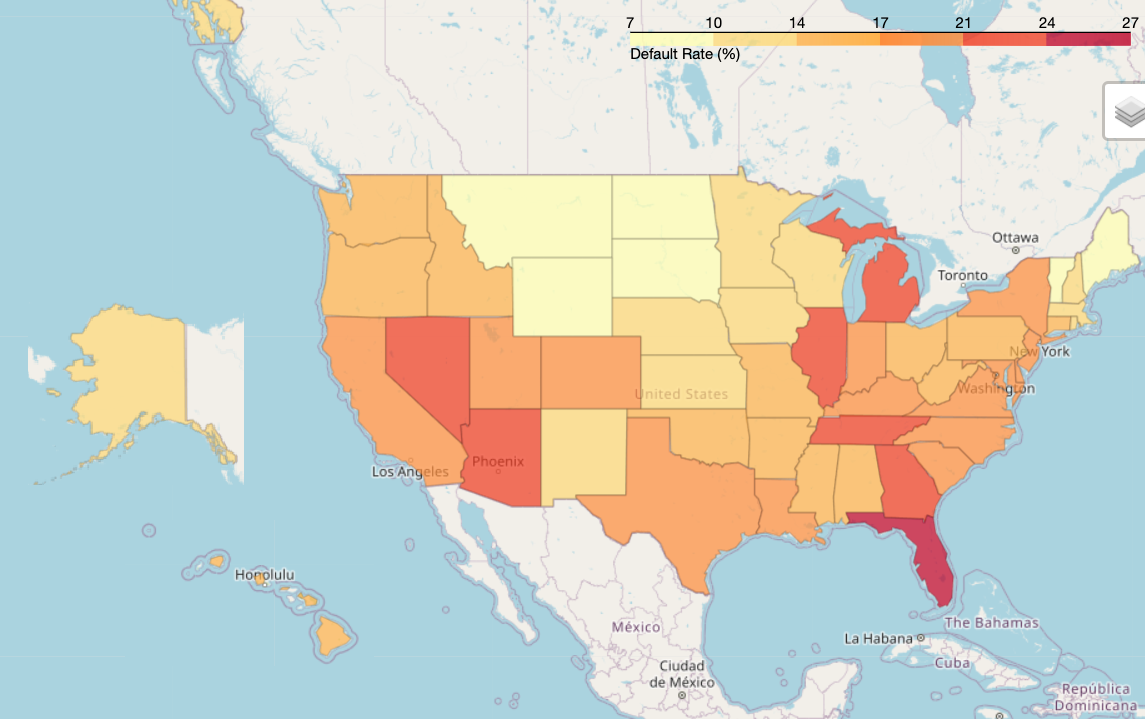 7 10 14 17 21 24 27
Default Rate (%)
Ottawa
Toronto
New York
United States
Washington
Phoenix
Los Angeles
Honolulu
The Bahamas
México
La Habana
Cuba
Ciudad
de México
República
Dominicana